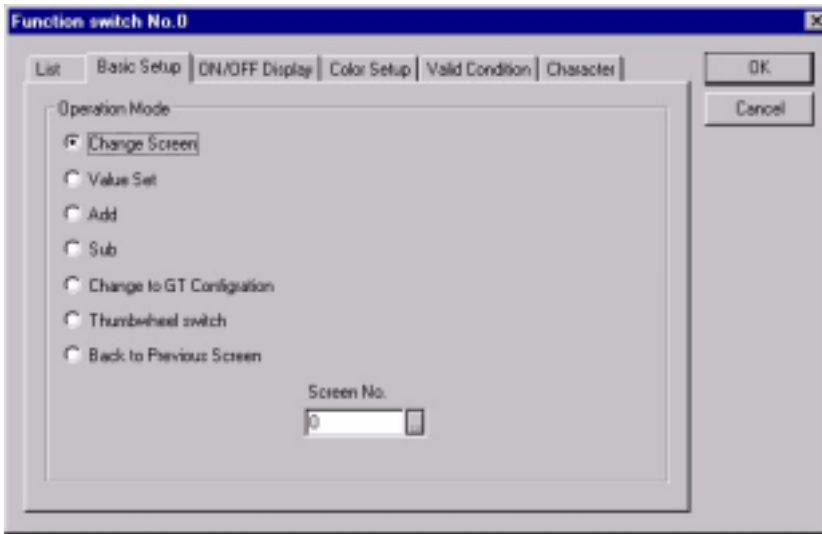 Function switch No.0
List Basic Setup ON/OFF Display Color Setup Valid Condition Character
OK
Cancel
Operation Mode
Change Screen
Value Set
Add
Sub
Change to GT Configration
Thumbwheel switch
Back to Previous Screen
Screen No.
0
...